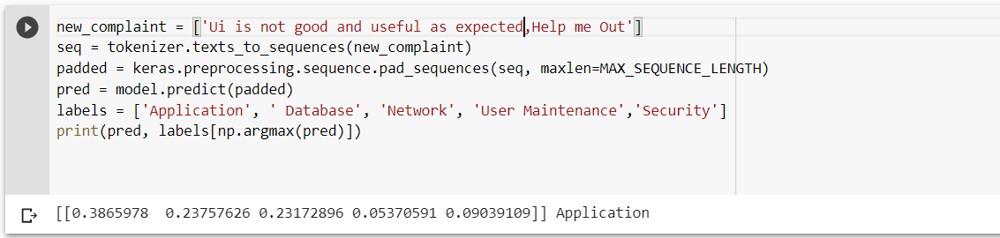 new_complaint = ['Ui is not good and useful as expected,Help me Out']
seq = tokenizer.texts_to_sequences(new_complaint)
padded = keras.preprocessing.sequence.pad_sequences(seq, maxlen=MAX_SEQUENCE_LENGTH)
pred = model.predict(padded)
labels = ['Application', ' Database', 'Network', 'User Maintenance','Security']
print(pred, labels[np.argmax(pred)])
[[0.3865978  0.23757626 0.23172896 0.05370591 0.09039109]] Application